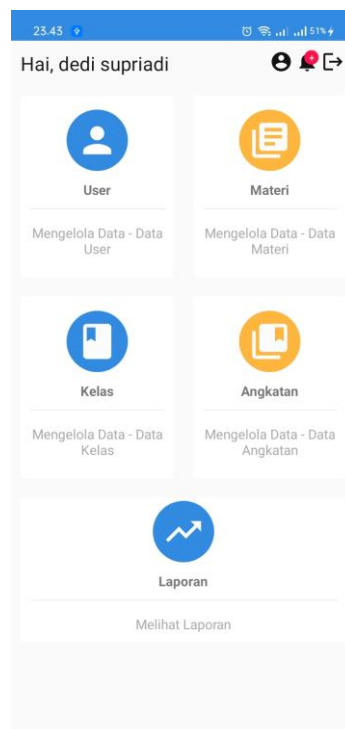 23.43
51%
Hai, dedi supriadi
User
Materi
Mengelola Data - Data
User
Mengelola Data - Data
Materi
Kelas
Angkatan
Mengelola Data - Data
Kelas
Mengelola Data - Data
Angkatan
Laporan
Melihat Laporan